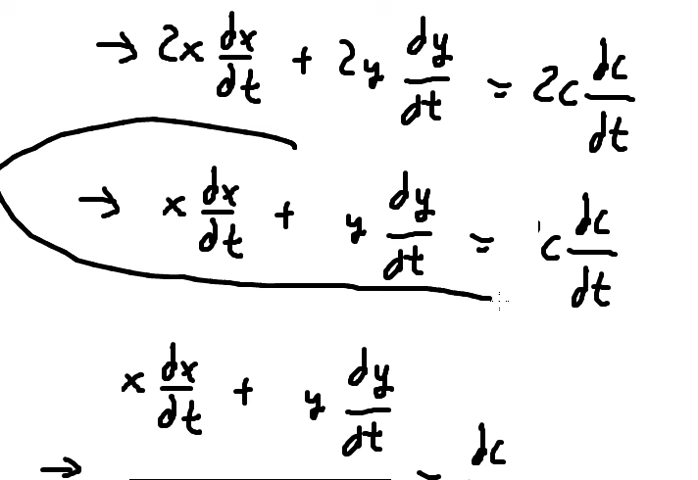 → 2x dx/dt + 2y dy/dt = 2c dc/dt
→ x dx/dt + y dy/dt = c dc/dt
x dx/dt + y dy/dt
→ = dc